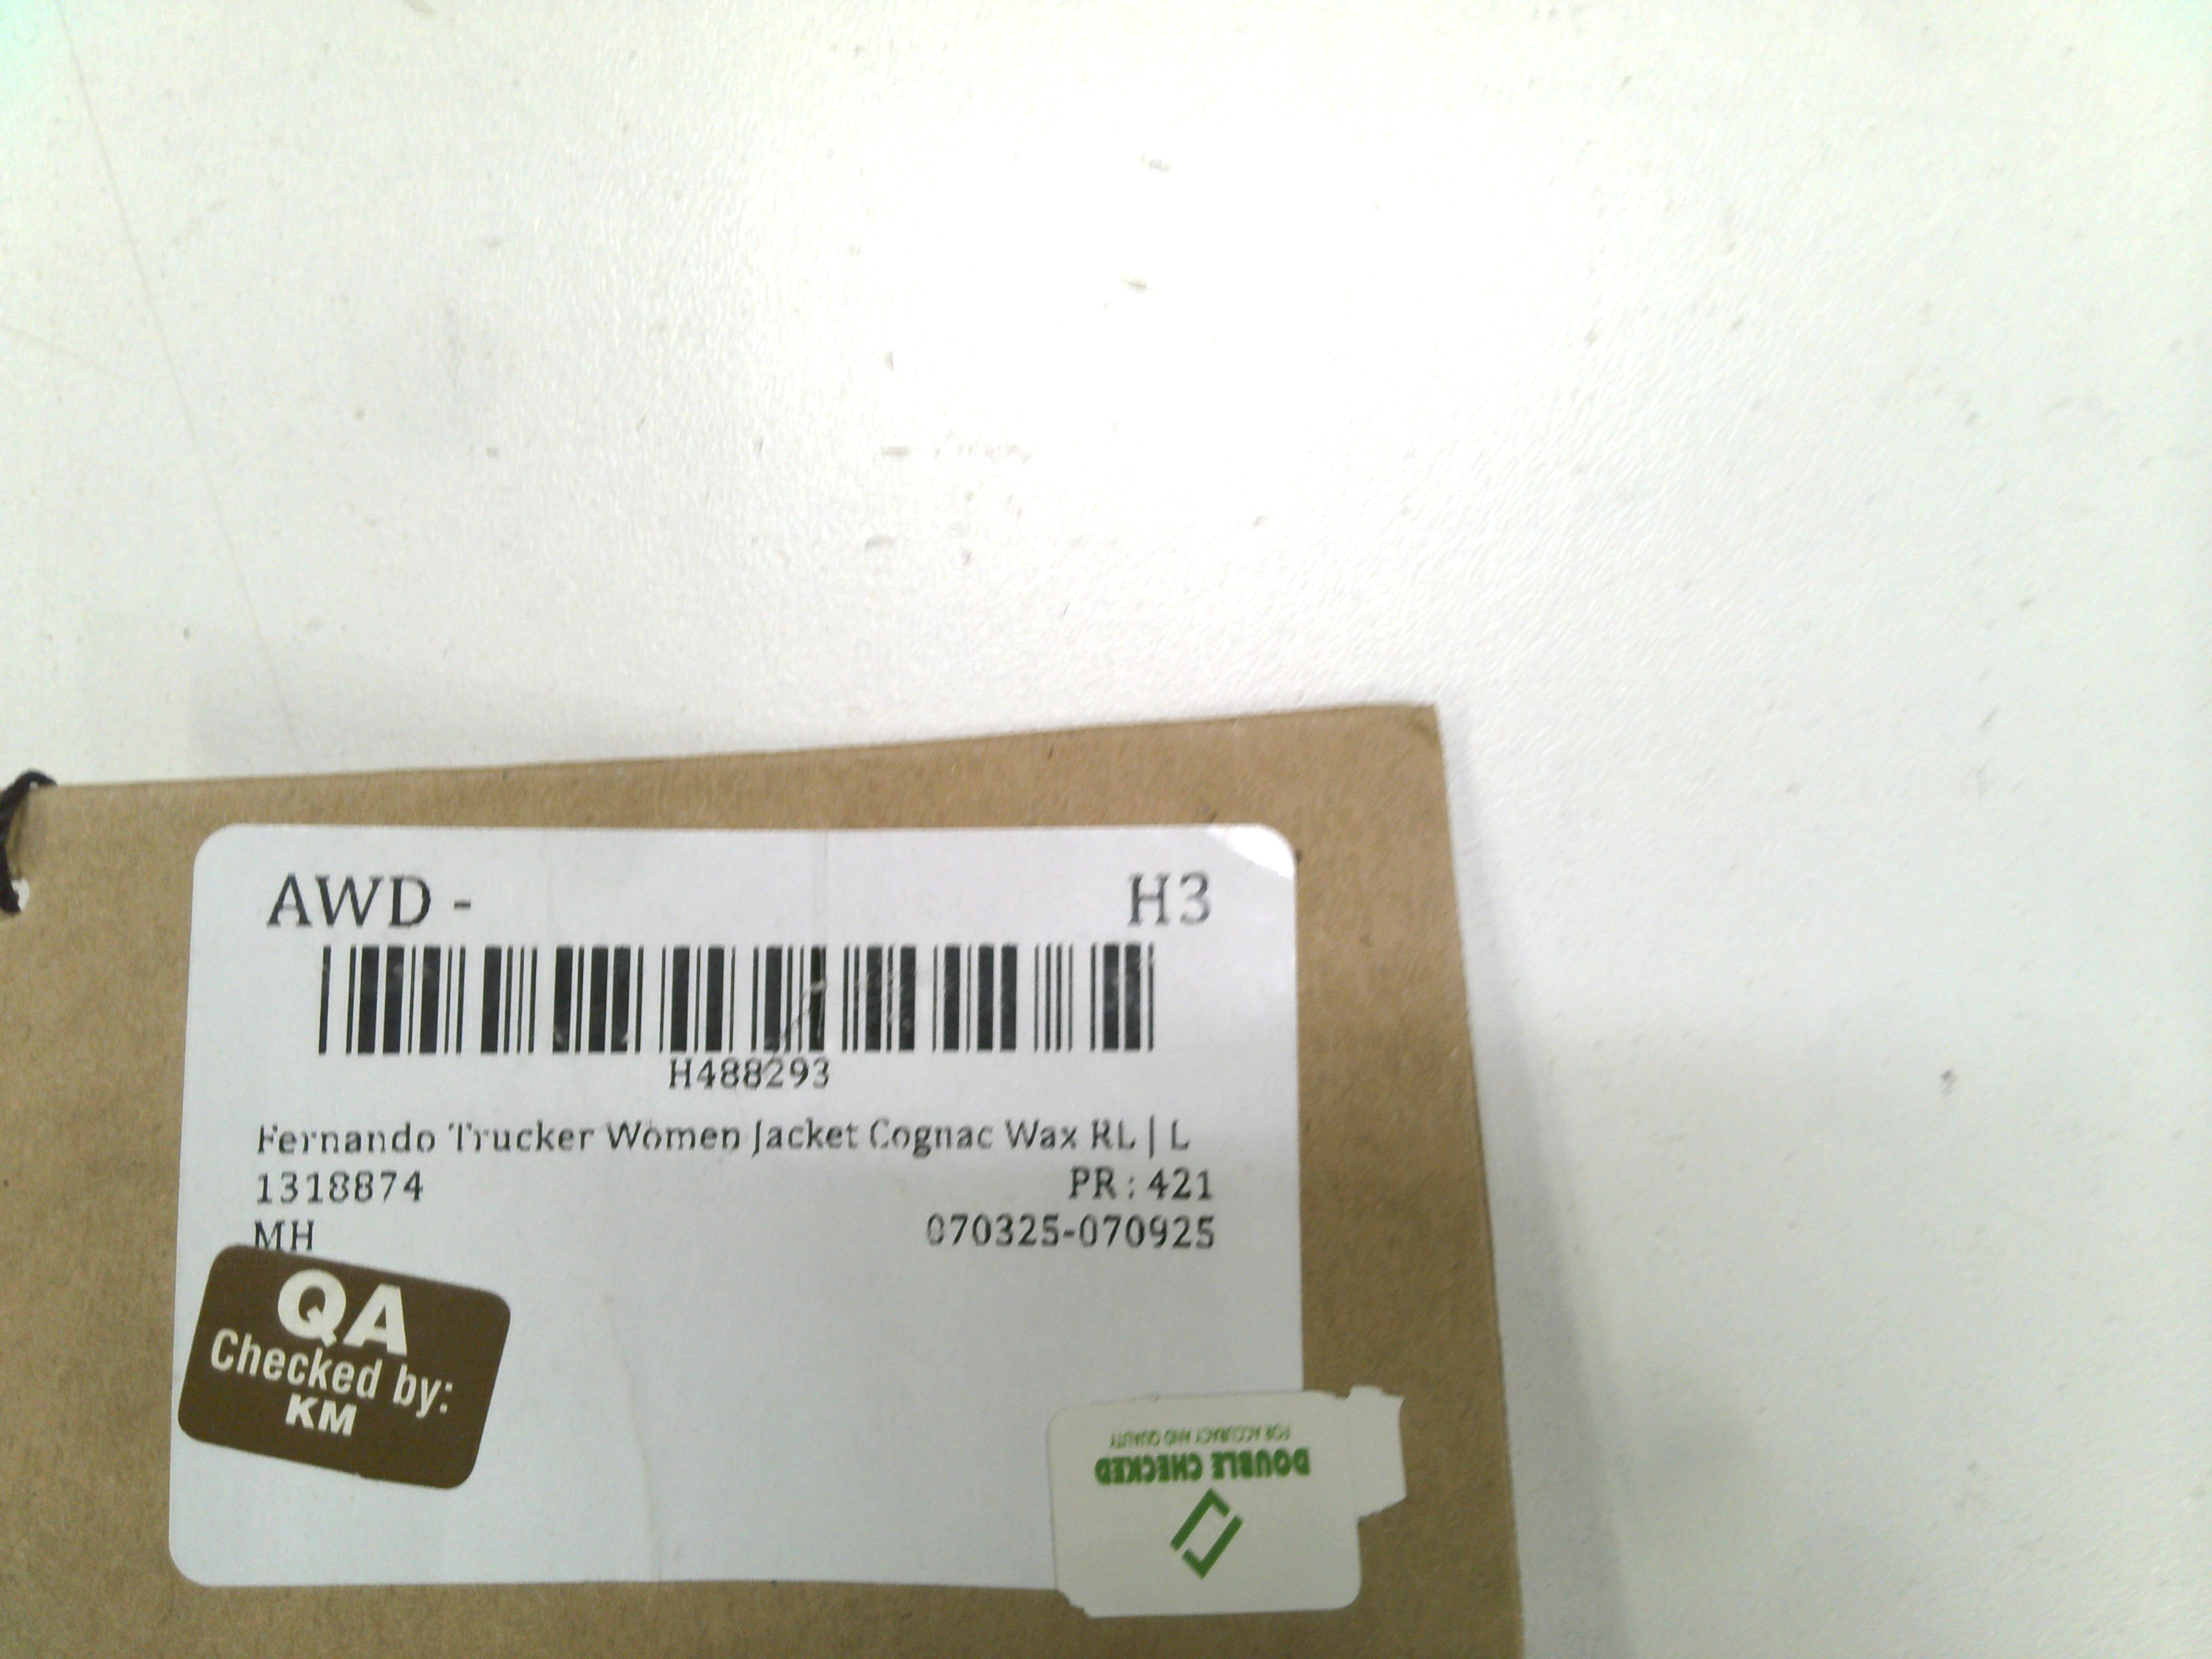 AWD - H3
H488293
Fernando Trucker Women Jacket Cognac Wax RL | L
1318874 PR : 421
MH 070325-070925
QA
Checked by:
KM
DOUBLE CHECKED
FOR ACCURACY AND QUALITY